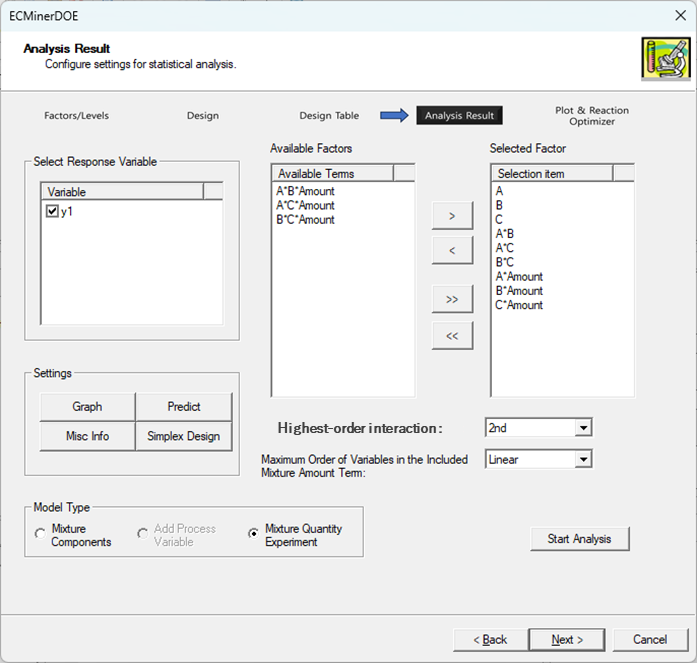 ECMinerDOE
Analysis Result
Configure settings for statistical analysis.
Factors/Levels
Design
Design Table
Analysis Result
Plot & Reaction
Optimizer
Select Response Variable
Variable
y1
Available Factors
Available Terms
A*B*Amount
A*C*Amount
B*C*Amount
>
<
>>
<<
Selected Factor
Selection item
A
B
C
A*B
A*C
B*C
A*Amount
B*Amount
C*Amount
Settings
Graph
Predict
Misc Info
Simplex Design
Highest-order interaction:
2nd
Maximum Order of Variables in the Included
Mixture Amount Term:
Linear
Model Type
Mixture
Components
Add Process
Variable
Mixture Quantity
Experiment
Start Analysis
< Back
Next >
Cancel